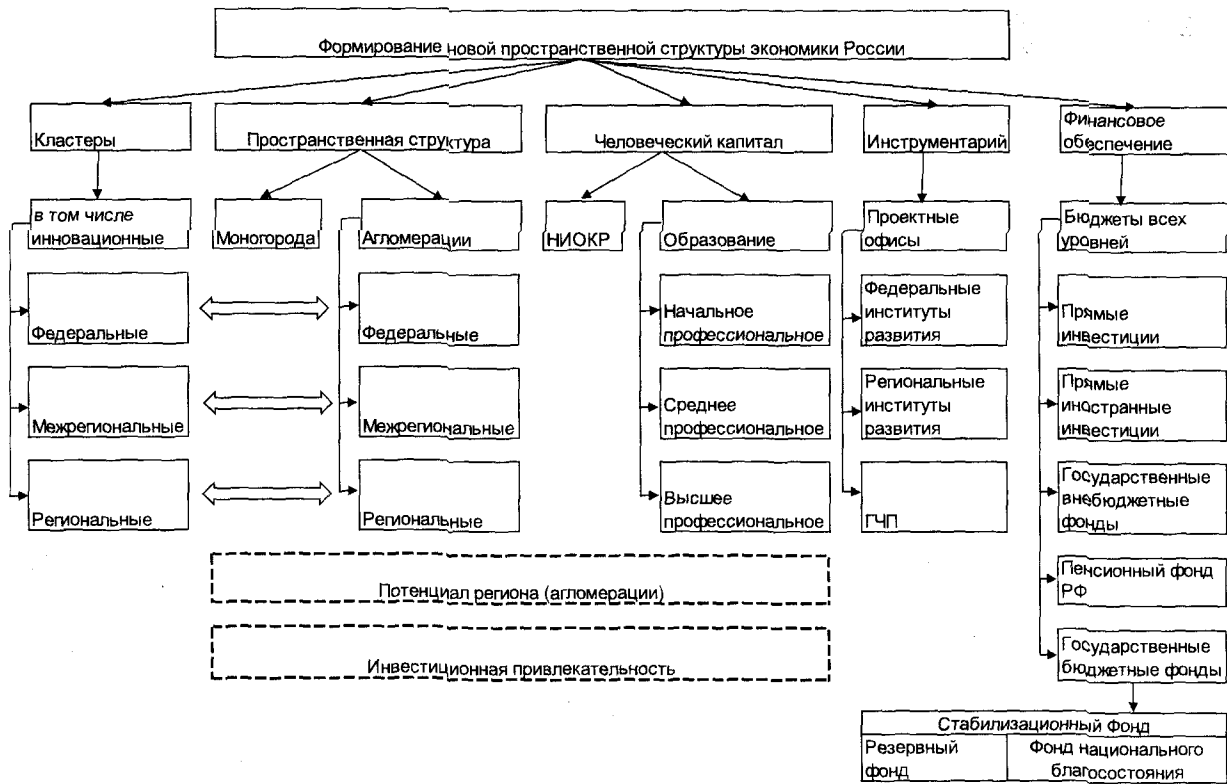 Формирование новой пространственной структуры экономики России
Кластеры
Пространственная структура
Человеческий капитал
Инструментарий
Финансовое
обеспечение
в том числе
инновационные
Моногорода
Агломерации
НИОКР
Образование
Проектные
офисы
Бюджеты всех
уровней
Федеральные
Федеральные
Начальное
профессиональное
Федеральные
институты
развития
Прямые
инвестиции
Межрегиональные
Межрегиональные
Среднее
профессиональное
Региональные
институты
развития
Прямые
иностранные
инвестиции
Региональные
Региональные
Высшее
профессиональное
ГЧП
Государственные
внебюджетные
фонды
Потенциал региона (агломерации)
Пенсионный фонд
РФ
Инвестиционная привлекательность
Государственные
бюджетные фонды
Стабилизационный Фонд
Резервный
фонд
Фонд национального
благосостояния